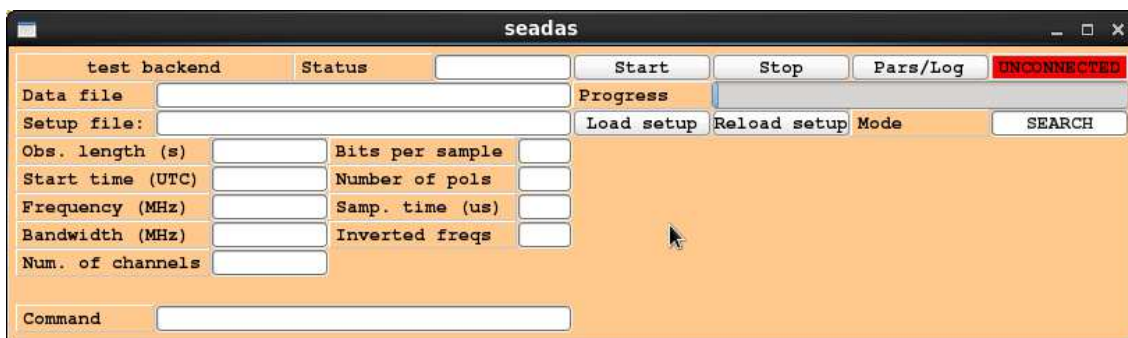 seadas
test backend Status Start Stop Pars/Log UNCONNECTED
Data file Progress
Setup file: Load setup Reload setup Mode SEARCH
Obs. length (s) Bits per sample
Start time (UTC) Number of pols
Frequency (MHz) Samp. time (us)
Bandwidth (MHz) Inverted freqs
Num. of channels
Command